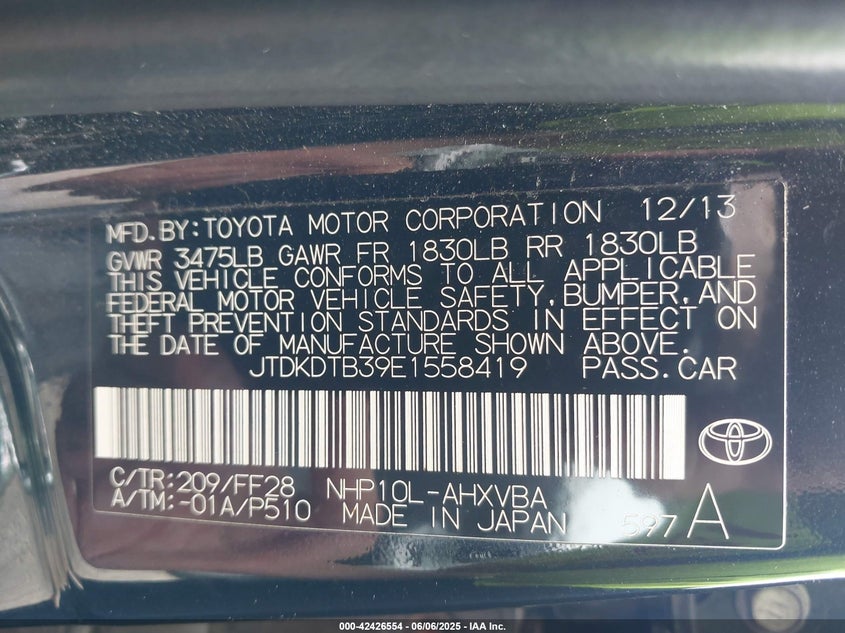 MFD.BY:TOYOTA MOTOR CORPORATION 12/13
GVWR 3475LB GAWR FR 1830LB RR 1830LB
THIS VEHICLE CONFORMS TO ALL APPLICABLE
FEDERAL MOTOR VEHICLE SAFETY,BUMPER,AND
THEFT PREVENTION STANDARDS IN EFFECT ON
THE DATE OF MANUFACTURE SHOWN ABOVE.
JTDKDTB39E1558419 PASS.CAR
C/TR:209/FF28 NHP10L-AHXVBA
A/TM:-01A/P510 MADE IN JAPAN 597 A
000-42426554 - 06/06/2025 - IAA Inc.